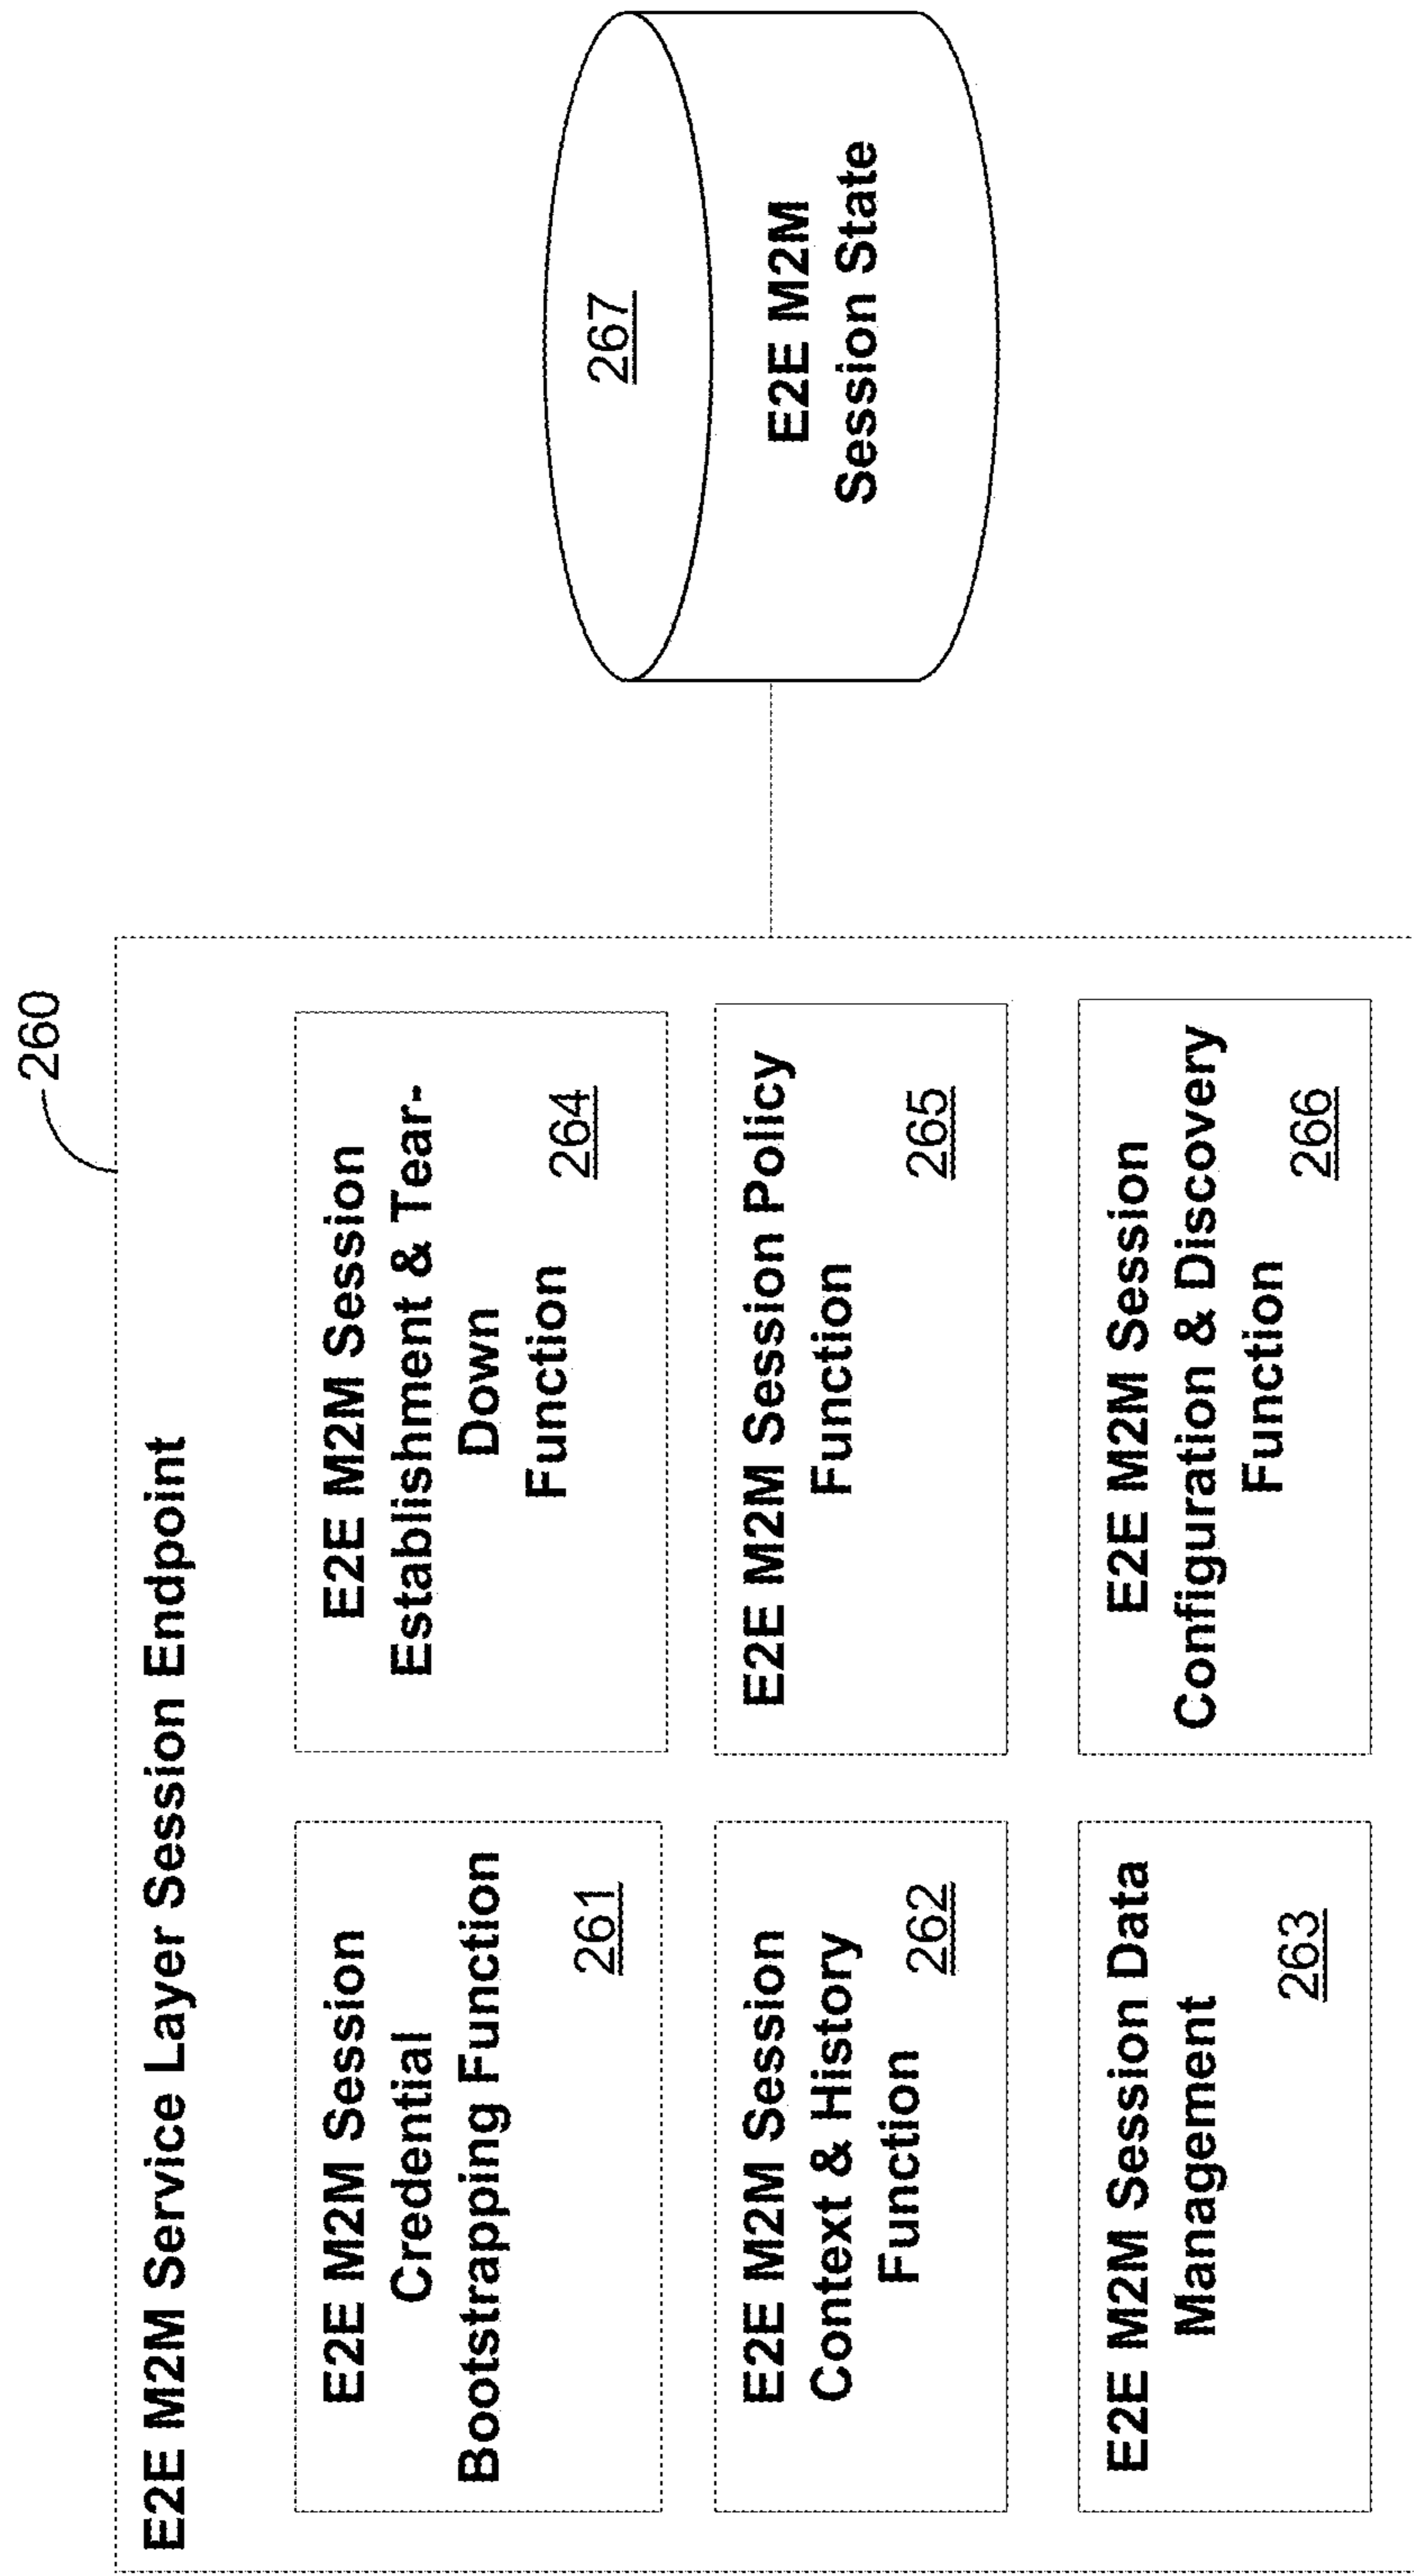 260
E2E M2M Service Layer Session Endpoint
E2E M2M Session
Credential
Bootstrapping Function
261
E2E M2M Session
Establishment & Tear-
Down
Function
264
E2E M2M Session
Context & History
Function
262
E2E M2M Session Policy
Function
265
E2E M2M Session Data
Management
263
E2E M2M Session
Configuration & Discovery
Function
266
267
E2E M2M
Session State